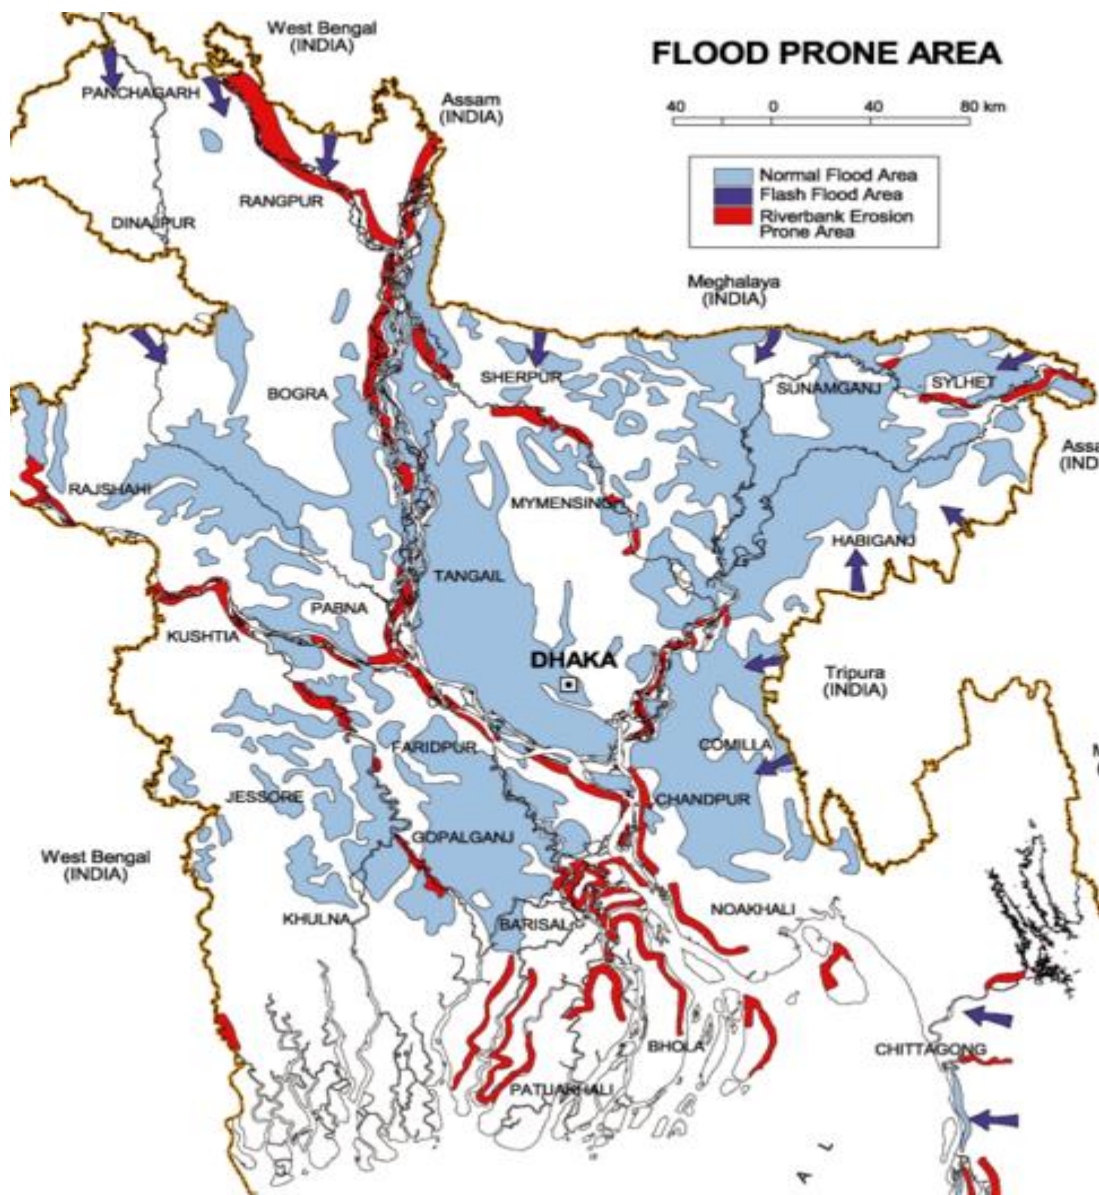 West Bengal
(INDIA)
FLOOD PRONE AREA
40 0 40 80 km
PANCHAGARH
Assam
(INDIA)
Normal Flood Area
Flash Flood Area
Riverbank Erosion
Prone Area
RANGPUR
DINAJPUR
Meghalaya
(INDIA)
SHERPUR
SUNAMGANJ
SYLHET
BOGRA
Assa
(IND
RAJSHAHI
MYMENSINGH
HABIGANJ
TANGAIL
PABNA
KUSHTIA
DHAKA
Tripura
(INDIA)
FARIDPUR
COMILLA
M
(
JESSORE
CHANDPUR
GOPALGANJ
West Bengal
(INDIA)
KHULNA
BARISAL
NOAKHALI
BHOLA
CHITTAGONG
PATUAKHALI
A L